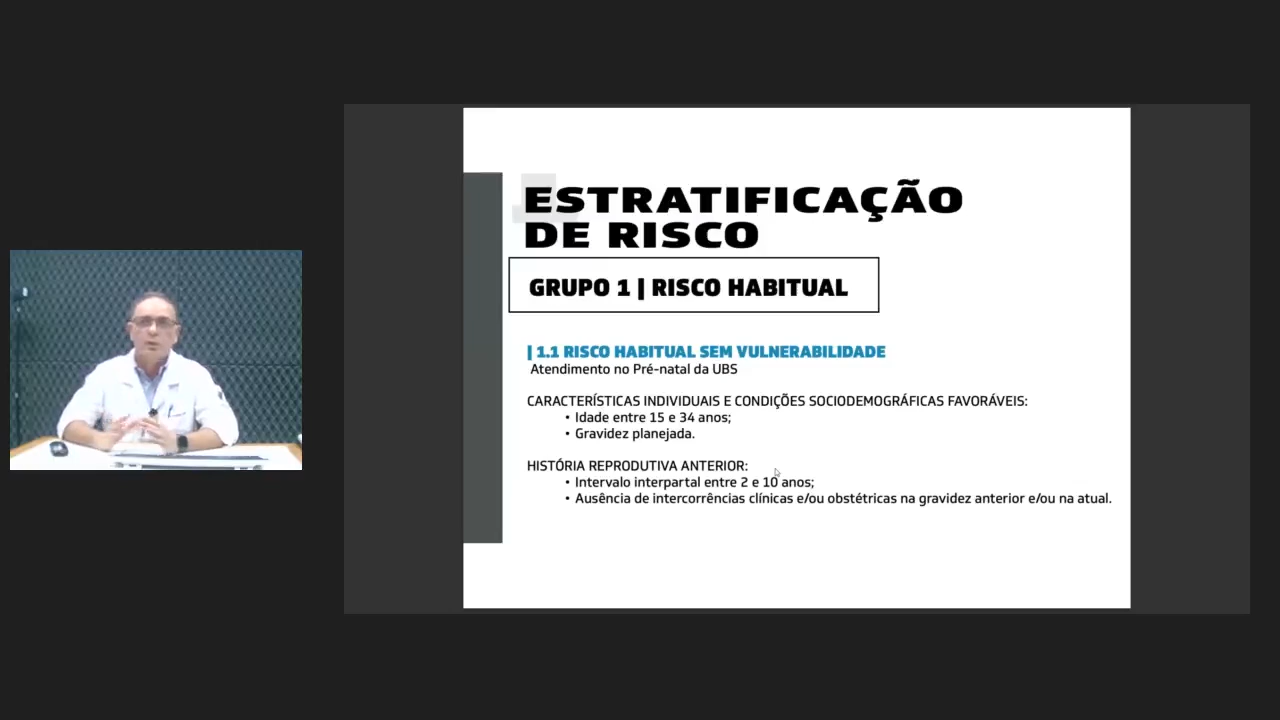 ESTRATIFICAÇÃO
DE RISCO
GRUPO 1 | RISCO HABITUAL
| 1.1 RISCO HABITUAL SEM VULNERABILIDADE
Atendimento no Pré-natal da UBS
CARACTERÍSTICAS INDIVIDUAIS E CONDIÇÕES SOCIODEMOGRÁFICAS FAVORÁVEIS:
• Idade entre 15 e 34 anos;
• Gravidez planejada.
HISTÓRIA REPRODUTIVA ANTERIOR:
• Intervalo interpartal entre 2 e 10 anos;
• Ausência de intercorrências clínicas e/ou obstétricas na gravidez anterior e/ou na atual.